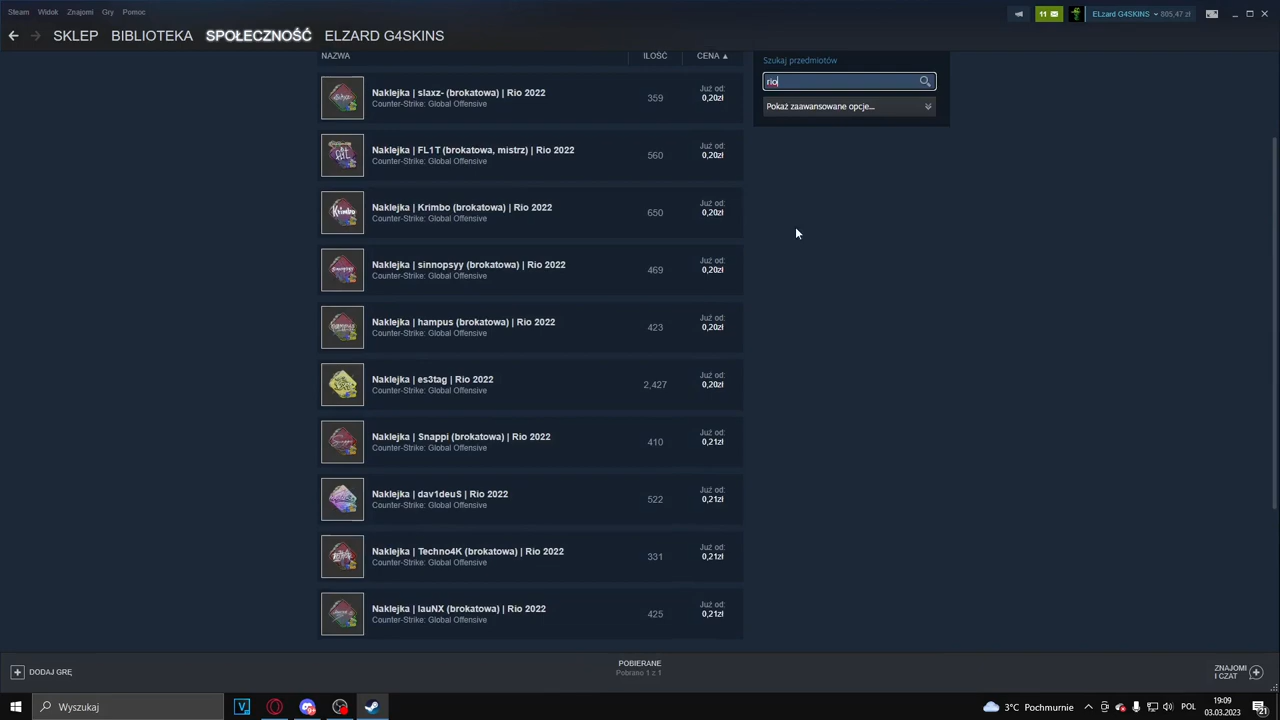 Steam Widok Znajomi Gry Pomoc
11 ELzard G4SKINS 805,47 zł
SKLEP BIBLIOTEKA SPOŁECZNOŚĆ ELZARD G4SKINS
NAZWA ILOŚĆ CENA ▲
Szukaj przedmiotów
rio
Pokaż zaawansowane opcje...
Naklejka | slaxz- (brokatowa) | Rio 2022
Counter-Strike: Global Offensive
359
Już od:
0,20zł
Naklejka | FL1T (brokatowa, mistrz) | Rio 2022
Counter-Strike: Global Offensive
560
Już od:
0,20zł
Naklejka | Krimbo (brokatowa) | Rio 2022
Counter-Strike: Global Offensive
650
Już od:
0,20zł
Naklejka | sinnopsyy (brokatowa) | Rio 2022
Counter-Strike: Global Offensive
469
Już od:
0,20zł
Naklejka | hampus (brokatowa) | Rio 2022
Counter-Strike: Global Offensive
423
Już od:
0,20zł
Naklejka | es3tag | Rio 2022
Counter-Strike: Global Offensive
2,427
Już od:
0,20zł
Naklejka | Snappi (brokatowa) | Rio 2022
Counter-Strike: Global Offensive
410
Już od:
0,21zł
Naklejka | dav1deuS | Rio 2022
Counter-Strike: Global Offensive
522
Już od:
0,21zł
Naklejka | Techno4K (brokatowa) | Rio 2022
Counter-Strike: Global Offensive
331
Już od:
0,21zł
Naklejka | lauNX (brokatowa) | Rio 2022
Counter-Strike: Global Offensive
425
Już od:
0,21zł
DODAJ GRĘ
POBIERANE
Pobrano 1 z 1
ZNAJOMI
I CZAT
Wyszukaj
3°C Pochmurnie
POL
19:09
03.03.2023
21